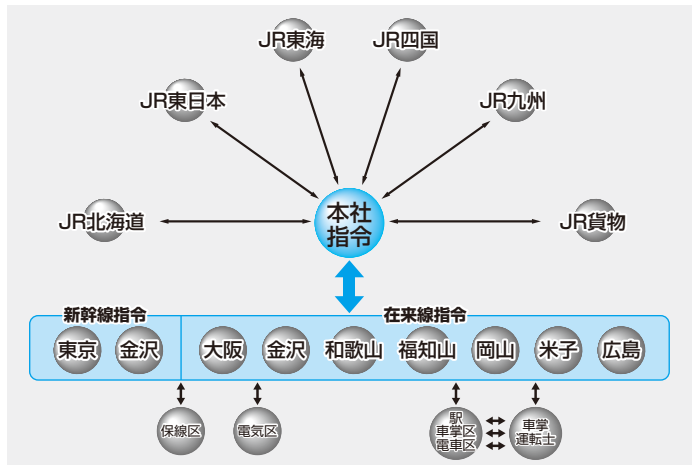 JR東海
JR四国
JR東日本
JR九州
本社
指令
JR北海道
JR貨物
新幹線指令
在来線指令
東京
金沢
大阪
金沢
和歌山
福知山
岡山
米子
広島
保線区
電気区
駅
車掌区
電車区
車掌
運転士